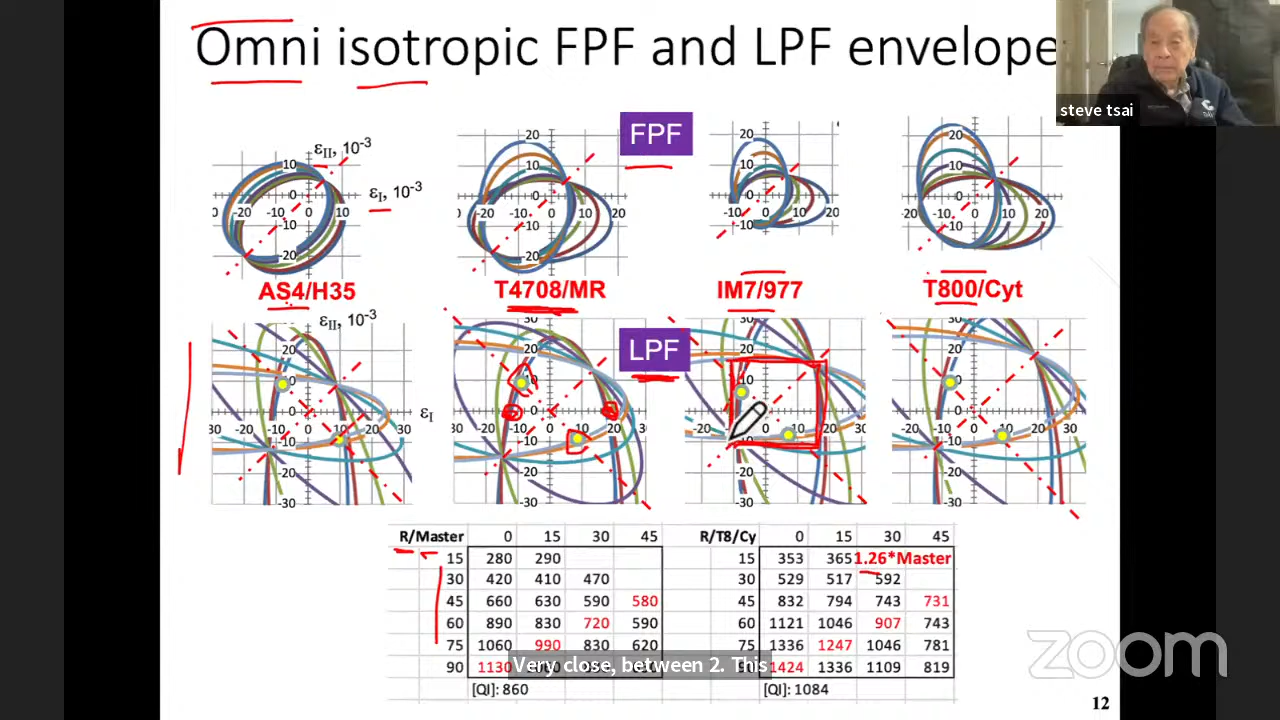 Omni isotropic FPF and LPF envelope
steve tsai
FPF
εII, 10-3
εI, 10-3
AS4/H35 T4708/MR IM7/977 T800/Cyt
εII, 10-3
LPF
εI
R/Master 0 15 30 45
15 280 290
30 420 410 470
45 660 630 590 580
60 890 830 720 590
75 1060 990 830 620
90 1130
[QI]: 860
R/T8/Cy 0 15 30 45
15 353 365 1.26*Master
30 529 517 592
45 832 794 743 731
60 1121 1046 907 743
75 1336 1247 1046 781
1424 1336 1109 819
[QI]: 1084
Very close, between 2. This
zoom
12